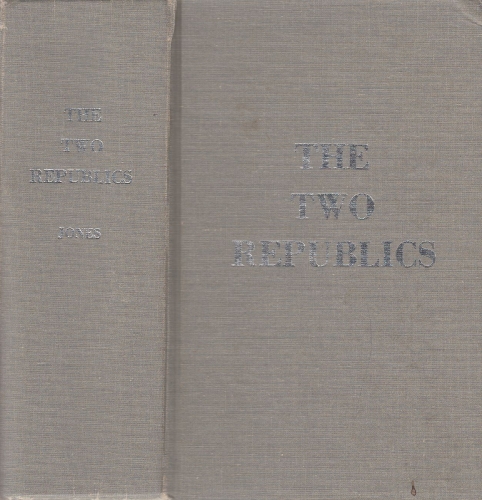 THE
TWO
REPUBLICS
JONES
THE
TWO
REPUBLICS